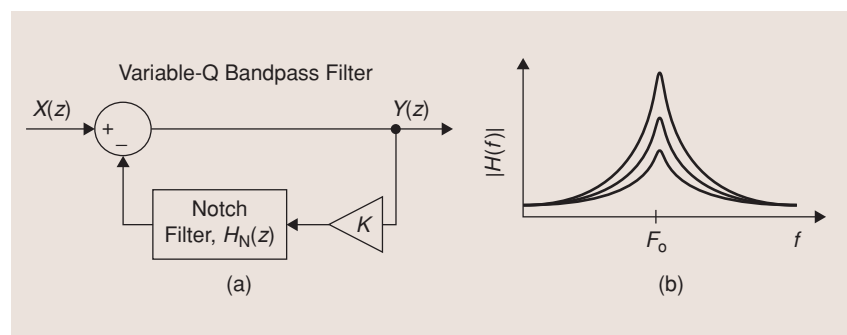 Variable-Q Bandpass Filter
X(z)
Y(z)
+
−
Notch
Filter, H_N(z)
K
(a)
|H(f)|
F_o
f
(b)